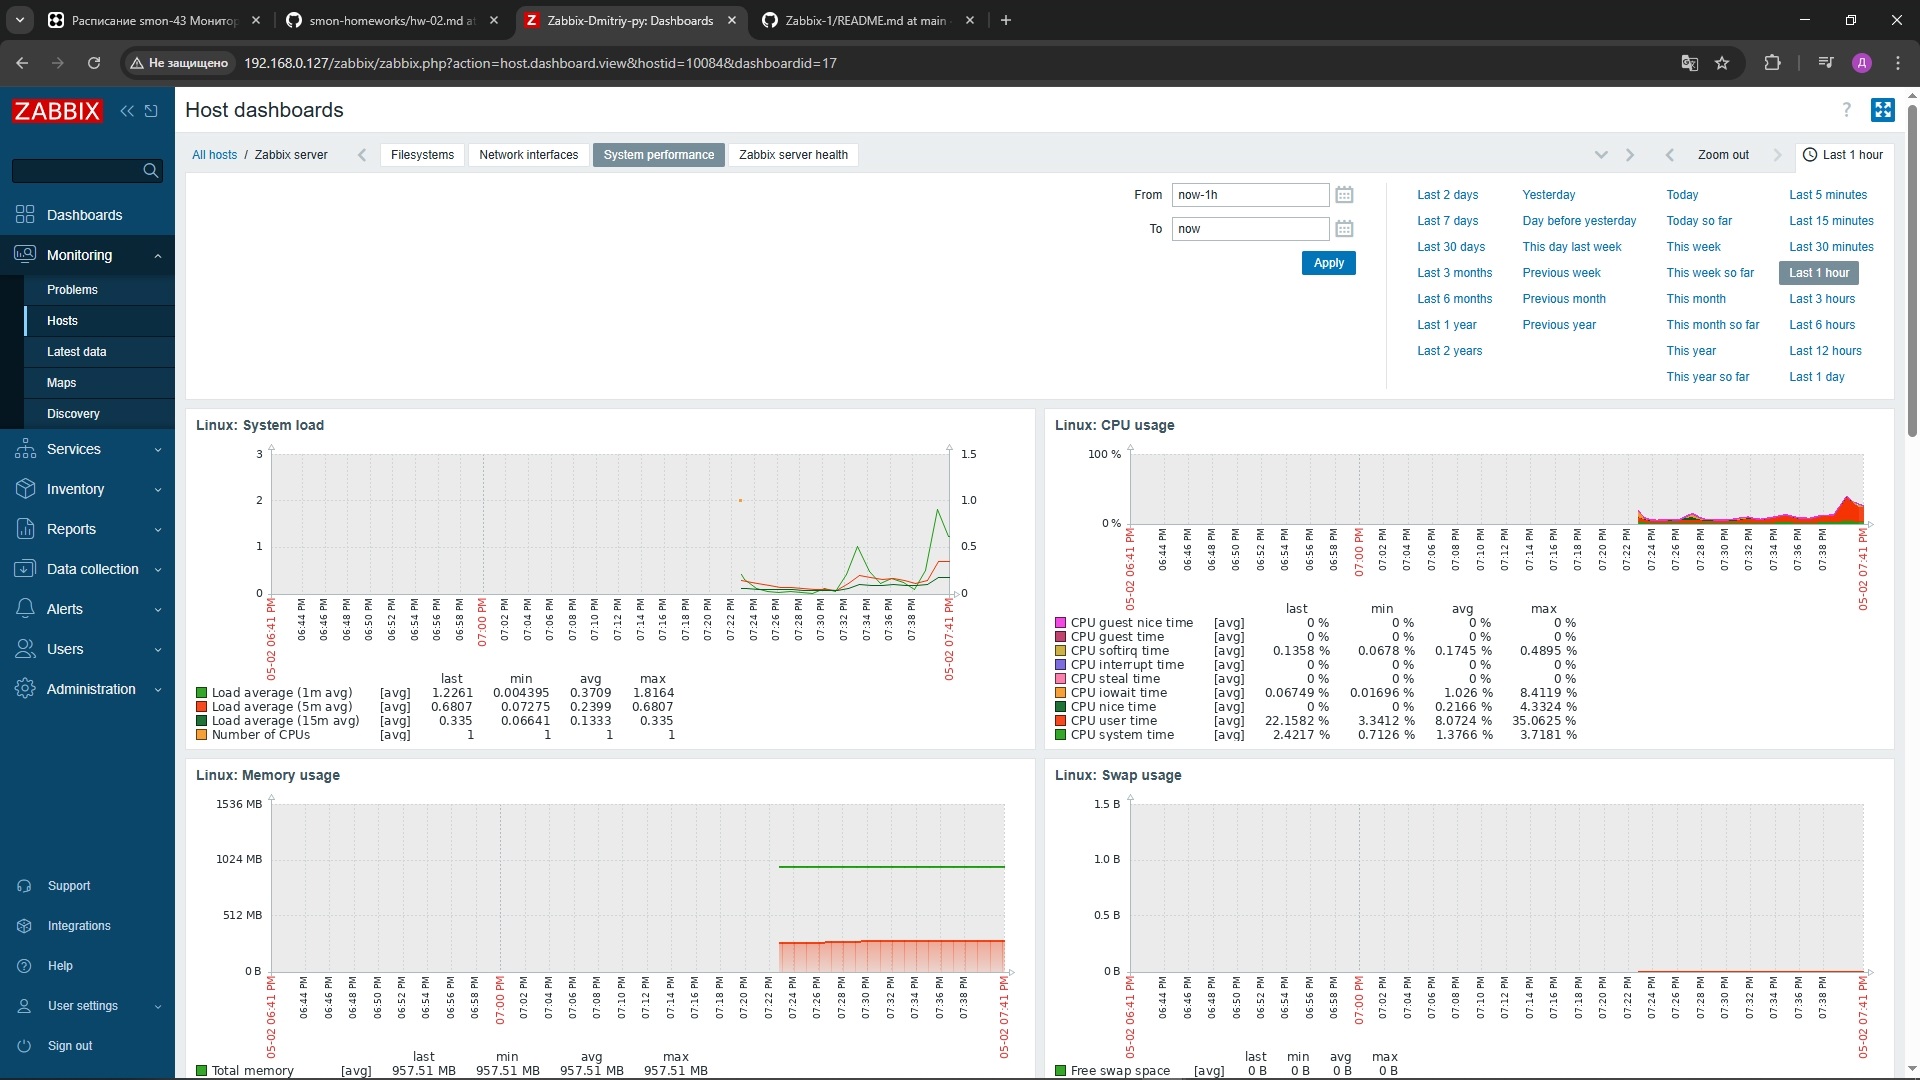 Расписание smon-43 Монитор
smon-homeworks/hw-02.md at
Zabbix-Dmitriy-py: Dashboards
Zabbix-1/README.md at main
Не защищено
192.168.0.127/zabbix/zabbix.php?action=host.dashboard.view&hostid=10084&dashboardid=17
Д
ZABBIX
Host dashboards
?
All hosts / Zabbix server
Filesystems
Network interfaces
System performance
Zabbix server health
Zoom out
Last 1 hour
Dashboards
Monitoring
Problems
Hosts
Latest data
Maps
Discovery
Services
Inventory
Reports
Data collection
Alerts
Users
Administration
Support
Integrations
Help
User settings
Sign out
From now-1h
To now
Apply
Last 2 days Yesterday Today Last 5 minutes
Last 7 days Day before yesterday Today so far Last 15 minutes
Last 30 days This day last week This week Last 30 minutes
Last 3 months Previous week This week so far Last 1 hour
Last 6 months Previous month This month Last 3 hours
Last 1 year Previous year This month so far Last 6 hours
Last 2 years This year Last 12 hours
This year so far Last 1 day
Linux: System load
3 1.5
2 1.0
1 0.5
0 0
05-02 06:41 PM 06:44 PM 06:46 PM 06:48 PM 06:50 PM 06:52 PM 06:54 PM 06:56 PM 06:58 PM 07:00 PM 07:02 PM 07:04 PM 07:06 PM 07:08 PM 07:10 PM 07:12 PM 07:14 PM 07:16 PM 07:18 PM 07:20 PM 07:22 PM 07:24 PM 07:26 PM 07:28 PM 07:30 PM 07:32 PM 07:34 PM 07:36 PM 07:38 PM 05-02 07:41 PM
last min avg max
Load average (1m avg) [avg] 1.2261 0.004395 0.3709 1.8164
Load average (5m avg) [avg] 0.6807 0.07275 0.2399 0.6807
Load average (15m avg) [avg] 0.335 0.06641 0.1333 0.335
Number of CPUs [avg] 1 1 1 1
Linux: CPU usage
100 %
0 %
05-02 06:41 PM 06:44 PM 06:46 PM 06:48 PM 06:50 PM 06:52 PM 06:54 PM 06:56 PM 06:58 PM 07:00 PM 07:02 PM 07:04 PM 07:06 PM 07:08 PM 07:10 PM 07:12 PM 07:14 PM 07:16 PM 07:18 PM 07:20 PM 07:22 PM 07:24 PM 07:26 PM 07:28 PM 07:30 PM 07:32 PM 07:34 PM 07:36 PM 07:38 PM 05-02 07:41 PM
last min avg max
CPU guest nice time [avg] 0 % 0 % 0 % 0 %
CPU guest time [avg] 0 % 0 % 0 % 0 %
CPU softirq time [avg] 0.1358 % 0.0678 % 0.1745 % 0.4895 %
CPU interrupt time [avg] 0 % 0 % 0 % 0 %
CPU steal time [avg] 0 % 0 % 0 % 0 %
CPU iowait time [avg] 0.06749 % 0.01696 % 1.026 % 8.4119 %
CPU nice time [avg] 0 % 0 % 0.2166 % 4.3324 %
CPU user time [avg] 22.1582 % 3.3412 % 8.0724 % 35.0625 %
CPU system time [avg] 2.4217 % 0.7126 % 1.3766 % 3.7181 %
Linux: Memory usage
1536 MB
1024 MB
512 MB
0 B
05-02 06:41 PM 06:44 PM 06:46 PM 06:48 PM 06:50 PM 06:52 PM 06:54 PM 06:56 PM 06:58 PM 07:00 PM 07:02 PM 07:04 PM 07:06 PM 07:08 PM 07:10 PM 07:12 PM 07:14 PM 07:16 PM 07:18 PM 07:20 PM 07:22 PM 07:24 PM 07:26 PM 07:28 PM 07:30 PM 07:32 PM 07:34 PM 07:36 PM 07:38 PM 05-02 07:41 PM
last min avg max
Total memory [avg] 957.51 MB 957.51 MB 957.51 MB 957.51 MB
Linux: Swap usage
1.5 B
1.0 B
0.5 B
0 B
05-02 06:41 PM 06:44 PM 06:46 PM 06:48 PM 06:50 PM 06:52 PM 06:54 PM 06:56 PM 06:58 PM 07:00 PM 07:02 PM 07:04 PM 07:06 PM 07:08 PM 07:10 PM 07:12 PM 07:14 PM 07:16 PM 07:18 PM 07:20 PM 07:22 PM 07:24 PM 07:26 PM 07:28 PM 07:30 PM 07:32 PM 07:34 PM 07:36 PM 07:38 PM 05-02 07:41 PM
last min avg max
Free swap space [avg] 0 B 0 B 0 B 0 B